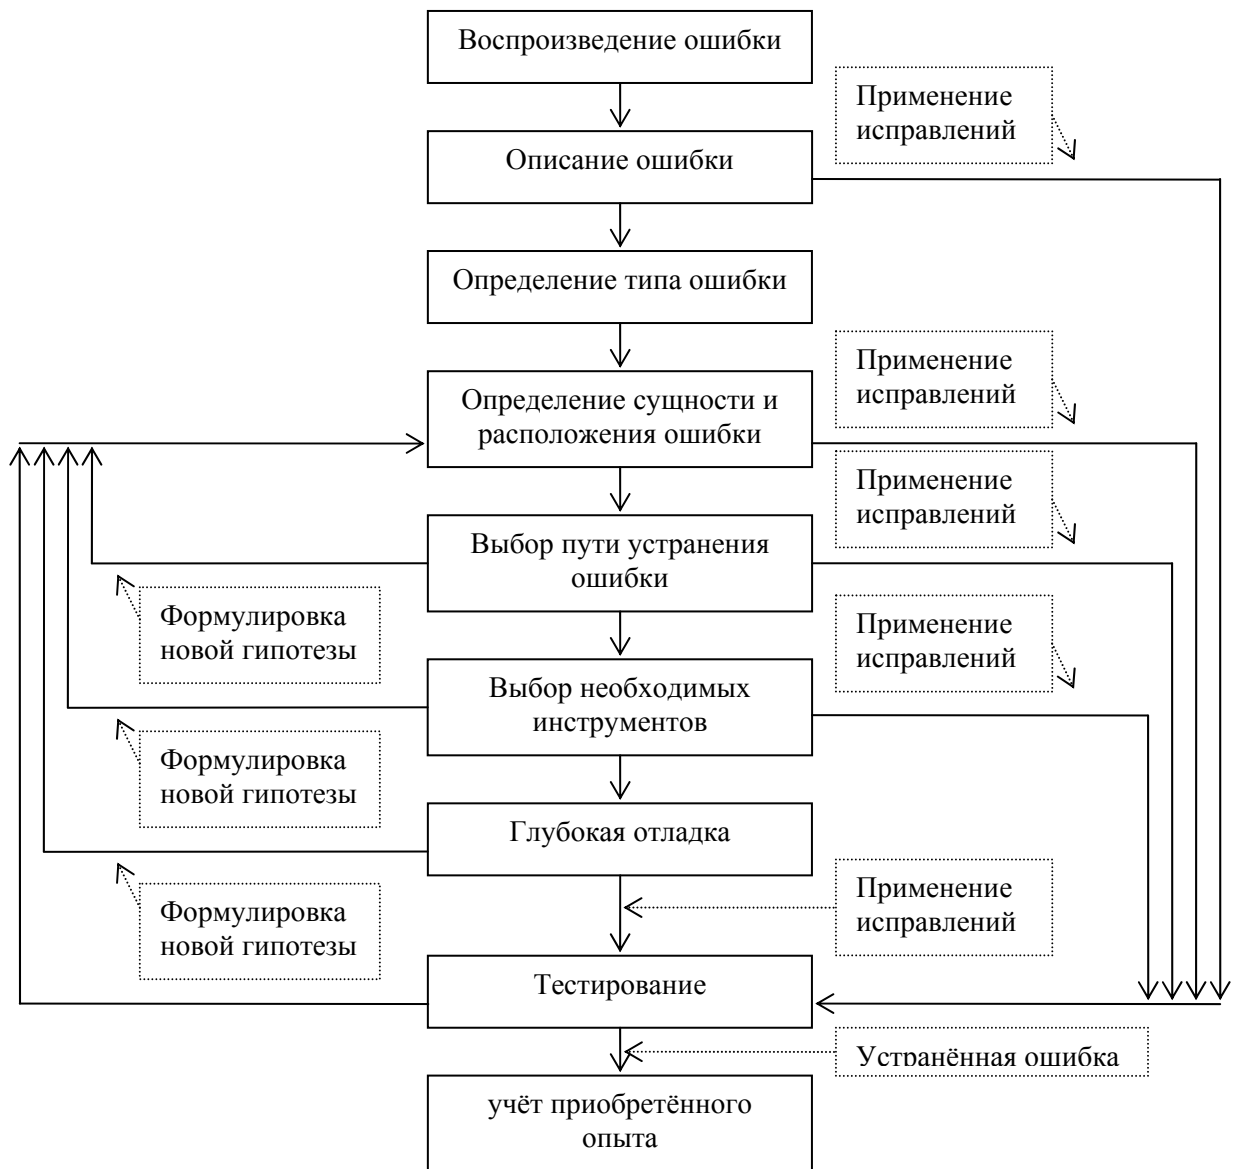 Воспроизведение ошибки
Применение
исправлений
Описание ошибки
Определение типа ошибки
Применение
исправлений
Определение сущности и
расположения ошибки
Применение
исправлений
Выбор пути устранения
ошибки
Формулировка
новой гипотезы
Применение
исправлений
Выбор необходимых
инструментов
Формулировка
новой гипотезы
Глубокая отладка
Применение
исправлений
Формулировка
новой гипотезы
Тестирование
Устранённая ошибка
учёт приобретённого
опыта